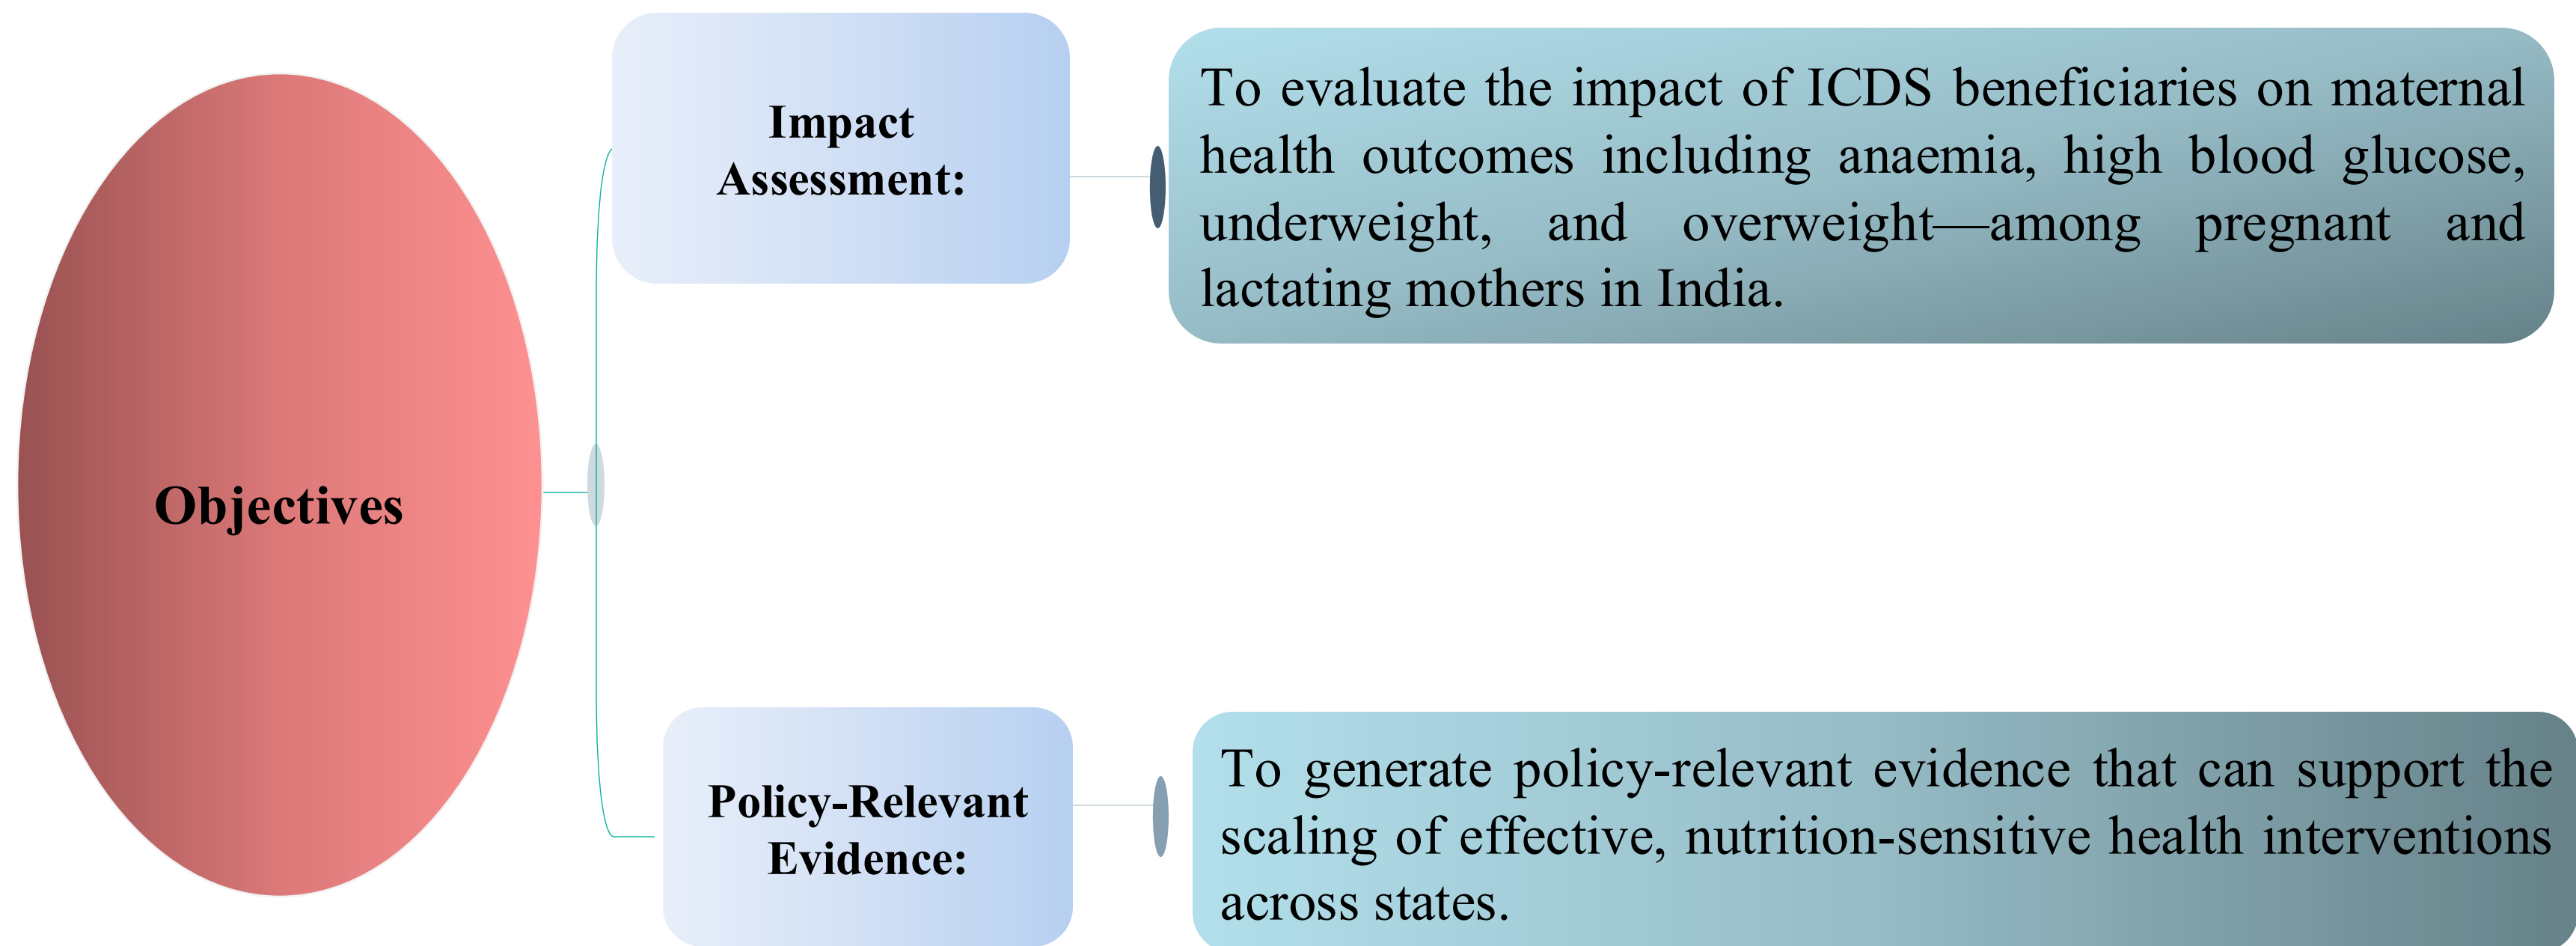 Objectives
Impact
Assessment:
To evaluate the impact of ICDS beneficiaries on maternal
health outcomes including anaemia, high blood glucose,
underweight, and overweight—among pregnant and
lactating mothers in India.
Policy-Relevant
Evidence:
To generate policy-relevant evidence that can support the
scaling of effective, nutrition-sensitive health interventions
across states.